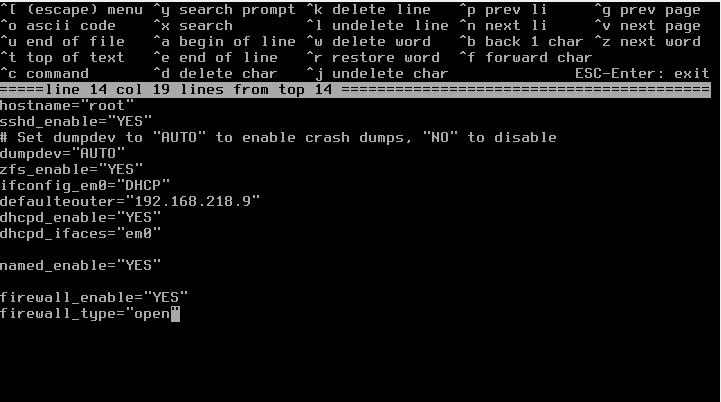 ^[ (escape) menu ^y search prompt ^k delete line ^p prev li ^g prev page
^o ascii code ^x search ^l undelete line ^n next li ^v next page
^u end of file ^a begin of line ^w delete word ^b back 1 char ^z next word
^t top of text ^e end of line ^r restore word ^f forward char
^c command ^d delete char ^j undelete char ESC-Enter: exit
=====line 14 col 19 lines from top 14 =========================================
hostname="root"
sshd_enable="YES"
# Set dumpdev to "AUTO" to enable crash dumps, "NO" to disable
dumpdev="AUTO"
zfs_enable="YES"
ifconfig_em0="DHCP"
defaulteouter="192.168.218.9"
dhcpd_enable="YES"
dhcpd_ifaces="em0"
named_enable="YES"
firewall_enable="YES"
firewall_type="open"